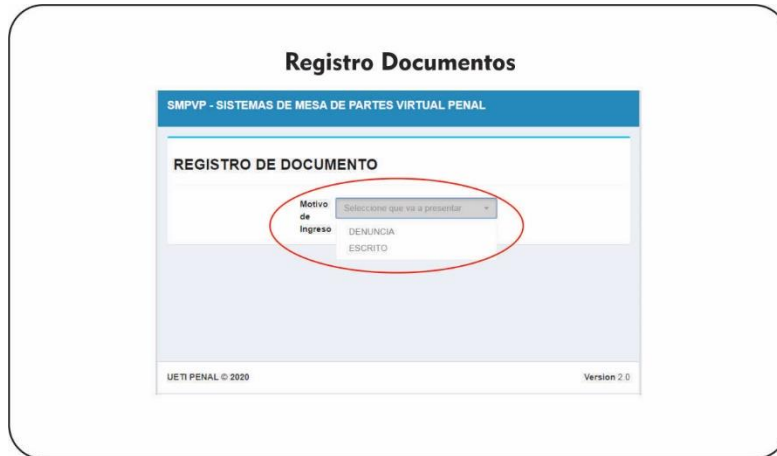 Registro Documentos
SMPVP - SISTEMAS DE MESA DE PARTES VIRTUAL PENAL
REGISTRO DE DOCUMENTO
Motivo
de
Ingreso
Seleccione que va a presentar
DENUNCIA
ESCRITO
UETI PENAL © 2020
Version 2.0